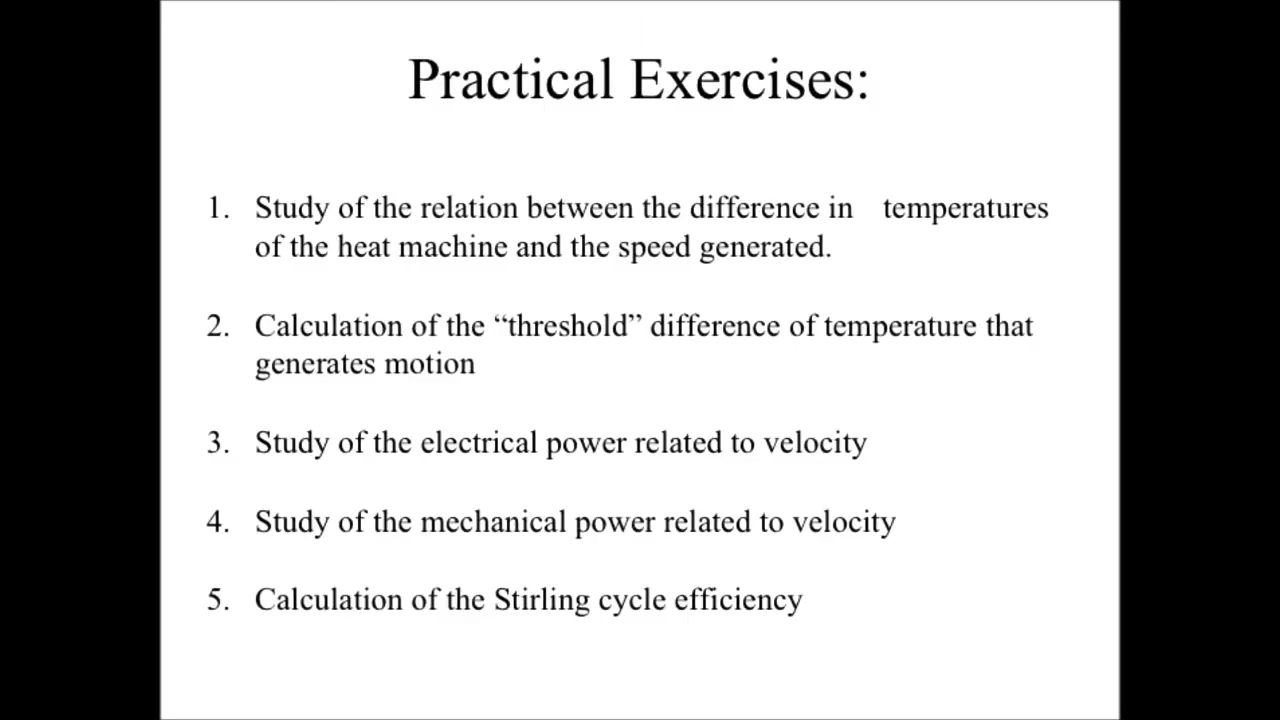 Practical Exercises:
1. Study of the relation between the difference in temperatures
of the heat machine and the speed generated.
2. Calculation of the “threshold” difference of temperature that
generates motion
3. Study of the electrical power related to velocity
4. Study of the mechanical power related to velocity
5. Calculation of the Stirling cycle efficiency